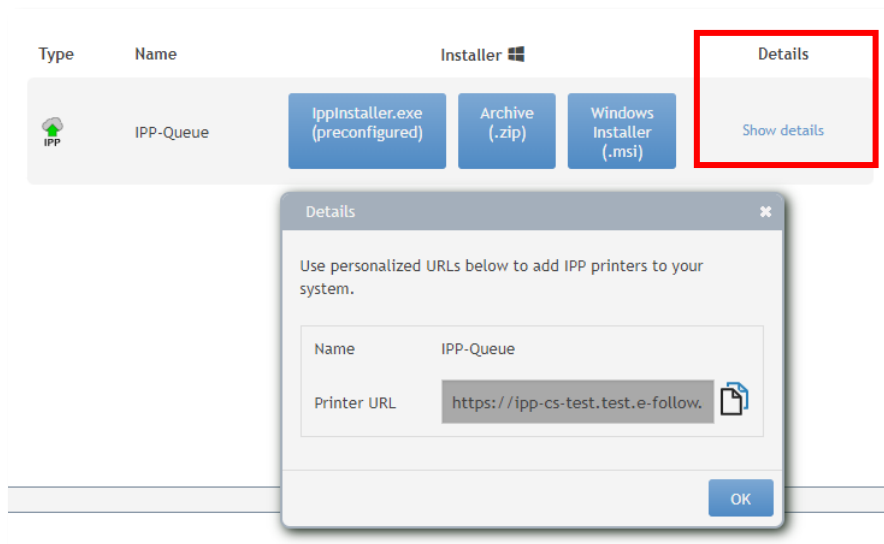 Type Name Installer Details
IppInstaller.exe
(preconfigured)
Archive
(.zip)
Windows
Installer
(.msi)
IPP
IPP-Queue
Show details
Details
Use personalized URLs below to add IPP printers to your
system.
Name IPP-Queue
Printer URL https://ipp-cs-test.test.e-follow.
OK